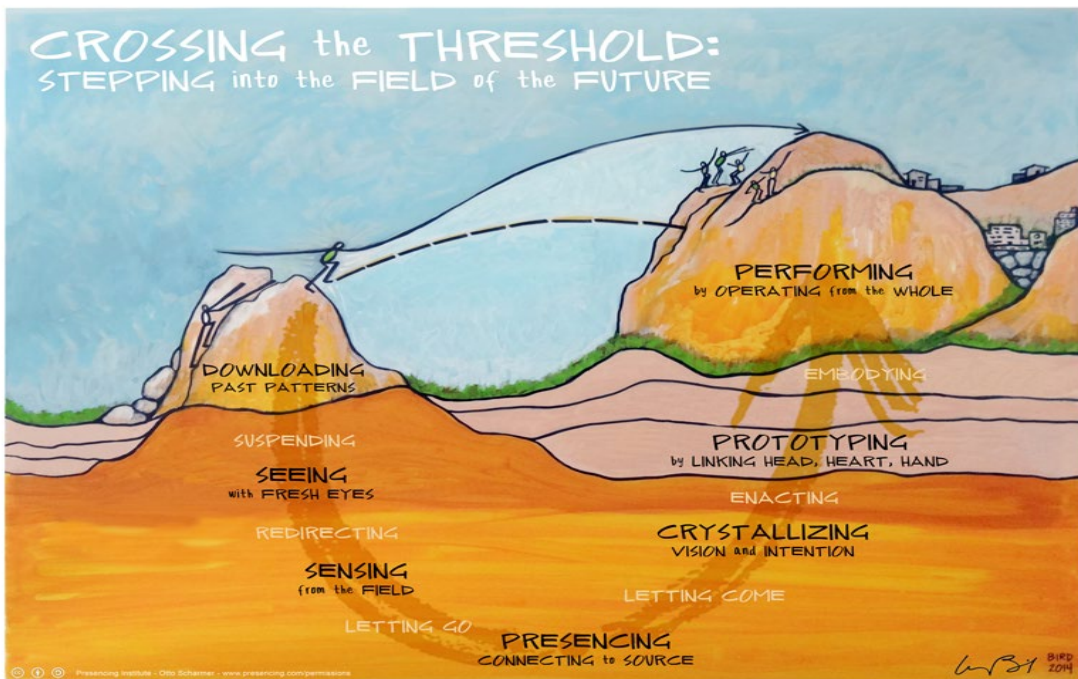 CROSSING the THRESHOLD:
STEPPING into the FIELD of the FUTURE
DOWNLOADING
PAST PATTERNS
SUSPENDING
SEEING
with FRESH EYES
REDIRECTING
SENSING
from the FIELD
LETTING GO
PRESENCING
CONNECTING to SOURCE
LETTING COME
CRYSTALLIZING
VISION and INTENTION
ENACTING
PROTOTYPING
by LINKING HEAD, HEART, HAND
EMBODYING
PERFORMING
by OPERATING from the WHOLE
Presencing Institute - Otto Scharmer - www.presencing.com/permissions
BIRD
2014